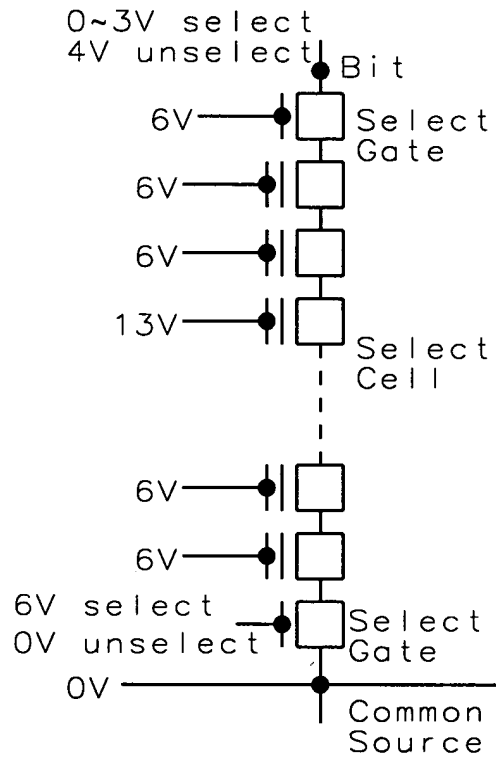 0~3V select
4V unselect
Bit
6V
Select
Gate
6V
6V
13V
Select
Cell
6V
6V
6V select
0V unselect
Select
Gate
0V
Common
Source